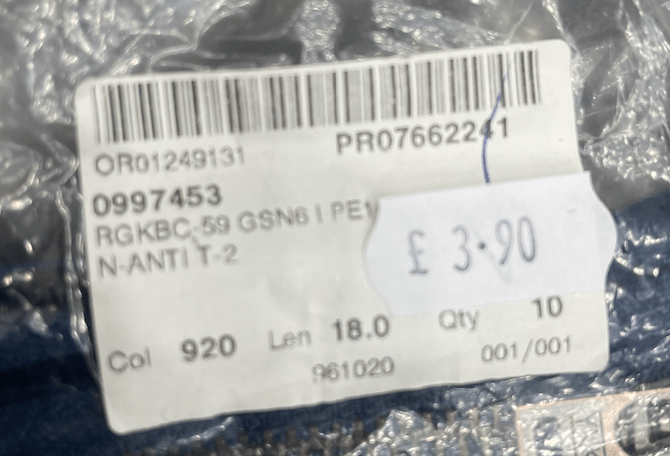 OR01249131 PR07662241
0997453
RGKBC-59 GSN6 I PE1
N-ANTI T-2
£ 3.90
Col 920 Len 18.0 Qty 10
961020 001/001